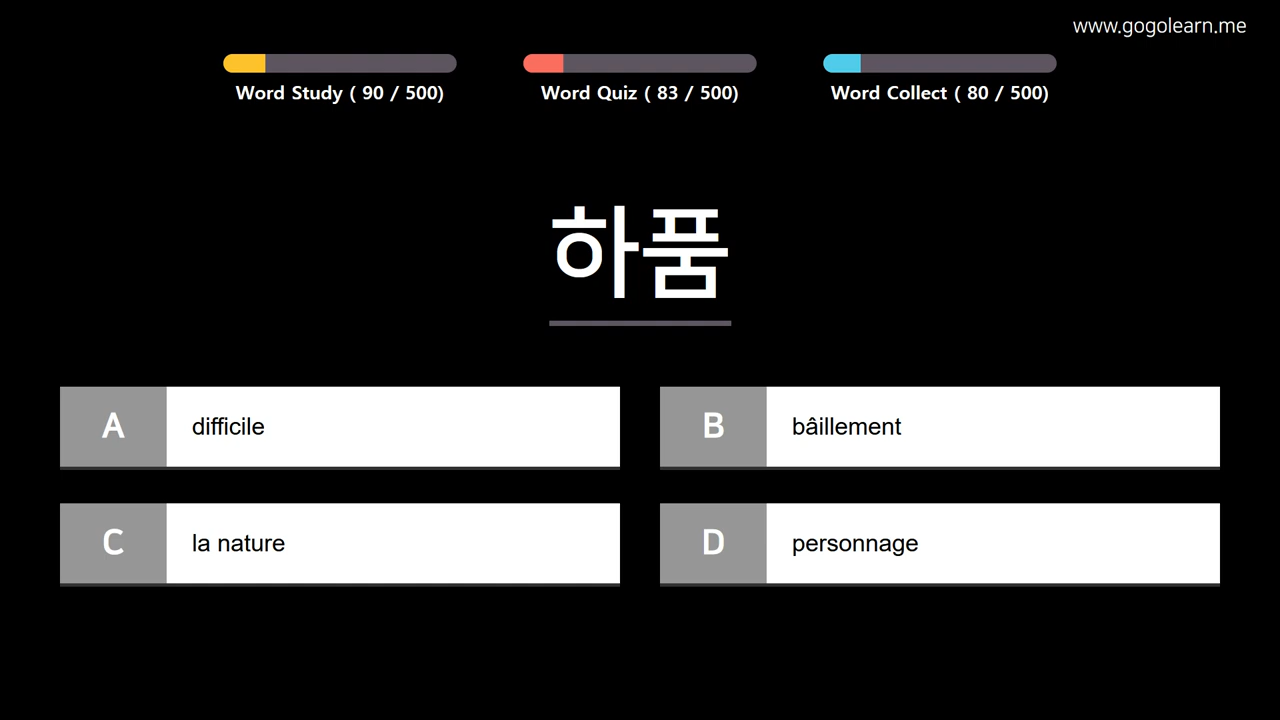 www.gogolearn.me
Word Study ( 90 / 500)
Word Quiz ( 83 / 500)
Word Collect ( 80 / 500)
하품
A difficile
B bâillement
C la nature
D personnage